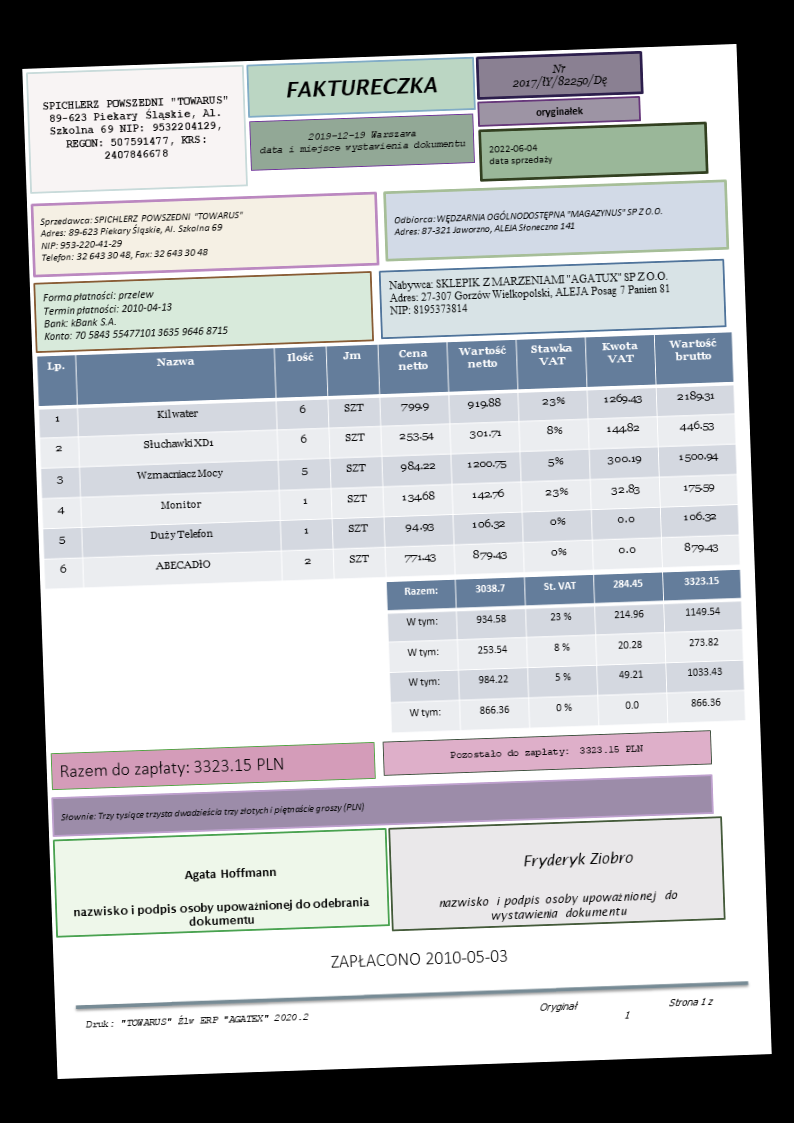 SPICHLERZ POWSZEDNI "TOWARUS"
89-623 Piekary Śląskie, Al.
Szkolna 69 NIP: 9532204129,
REGON: 507591477, KRS:
2407846678
FAKTURECZKA
2019-12-19 Warszawa
data i miejsce wystawienia dokumentu
Nr
2017/łY/82250/Dę
oryginałek
2022-06-04
data sprzedaży
Sprzedawca: SPICHLERZ POWSZEDNI "TOWARUS"
Adres: 89-623 Piekary Śląskie, Al. Szkolna 69
NIP: 953-220-41-29
Telefon: 32 643 30 48, Fax: 32 643 30 48
Odbiorca: WĘDZARNIA OGÓLNODOSTĘPNA "MAGAZYNUS" SP Z O.O.
Adres: 87-321 Jaworzno, ALEJA Słoneczna 141
Forma płatności: przelew
Termin płatności: 2010-04-13
Bank: kBank S.A.
Konto: 70 5843 55477101 3635 9646 8715
Nabywca: SKLEPIK Z MARZENIAMI "AGATUX" SP Z O.O.
Adres: 27-307 Gorzów Wielkopolski, ALEJA Posag 7 Panien 81
NIP: 8195373814
Lp. Nazwa Ilość Jm Cena netto Wartość netto Stawka VAT Kwota VAT Wartość brutto
1 Kilwater 6 SZT 799.9 919.88 23% 1269.43 2189.31
2 Słuchawki XD1 6 SZT 253.54 301.71 8% 144.82 446.53
3 Wzmacniacz Mocy 5 SZT 984.22 1200.75 5% 300.19 1500.94
4 Monitor 1 SZT 134.68 142.76 23% 32.83 175.59
5 Duży Telefon 1 SZT 94.93 106.32 0% 0.0 106.32
6 ABECADłO 2 SZT 771.43 879.43 0% 0.0 879.43
Razem: 3038.7 St. VAT 284.45 3323.15
W tym: 934.58 23 % 214.96 1149.54
W tym: 253.54 8 % 20.28 273.82
W tym: 984.22 5 % 49.21 1033.43
W tym: 866.36 0 % 0.0 866.36
Razem do zapłaty: 3323.15 PLN
Pozostało do zapłaty: 3323.15 PLN
Słownie: Trzy tysiące trzysta dwadzieścia trzy złotych i piętnaście groszy (PLN)
Agata Hoffmann
nazwisko i podpis osoby upoważnionej do odebrania
dokumentu
Fryderyk Ziobro
nazwisko i podpis osoby upoważnionej do
wystawienia dokumentu
ZAPŁACONO 2010-05-03
Druk: "TOWARUS" Źlw ERP "AGATEX" 2020.2
Oryginał
Strona 1 z
1